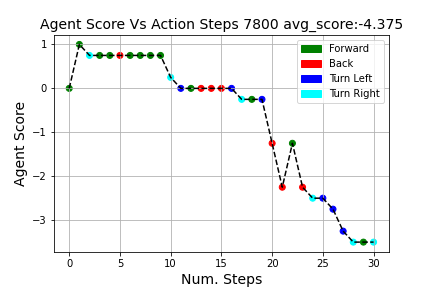 Agent Score Vs Action Steps 7800 avg_score:-4.375
Forward
Back
Turn Left
Turn Right
Agent Score
1
0
−1
−2
−3
0 5 10 15 20 25 30
Num. Steps